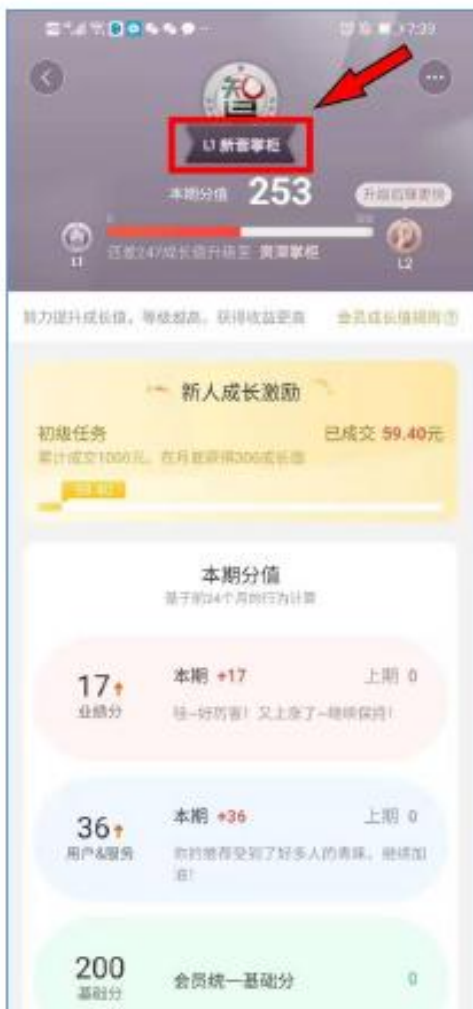 7:39
智
L1 新晋掌柜
本期分值 253
升级后赚更多
还差247成长值升级至 资深掌柜
L1
L2
努力提升成长值，等级越高，获得收益更高
会员成长值规则
新人成长激励
初级任务
已成交 59.40元
累计成交1000元，在月底获得300成长值
59.40
本期分值
基于前24个月的行为计算
17
本期 +17
上期 0
业绩分
哇~好厉害！又上涨了~继续保持！
36
本期 +36
上期 0
用户&服务
你的推荐受到了好多人的青睐，继续加
油！
200
会员统一基础分
0
基础分